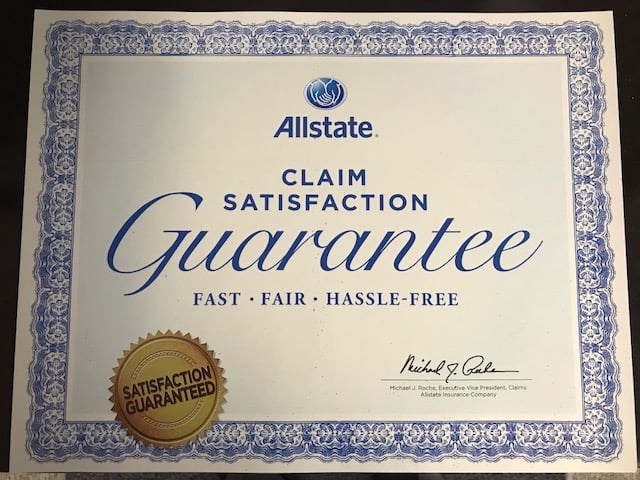 Allstate®
CLAIM
SATISFACTION
Guarantee
FAST · FAIR · HASSLE-FREE
SATISFACTION
GUARANTEED
Michael J. Roche
Michael J. Roche, Executive Vice President, Claims
Allstate Insurance Company